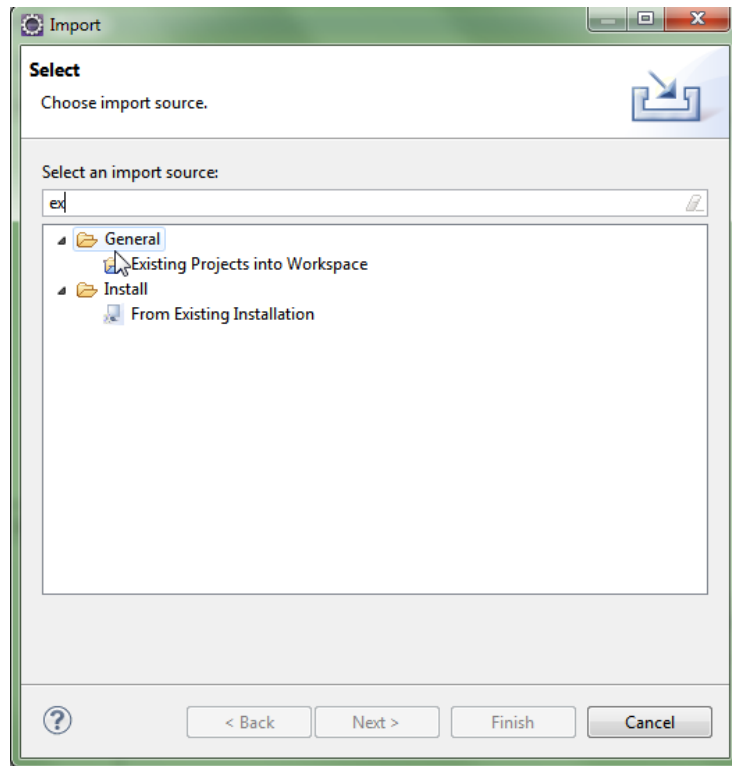 Import
Select
Choose import source.
Select an import source:
ex
General
Existing Projects into Workspace
Install
From Existing Installation
?
< Back
Next >
Finish
Cancel